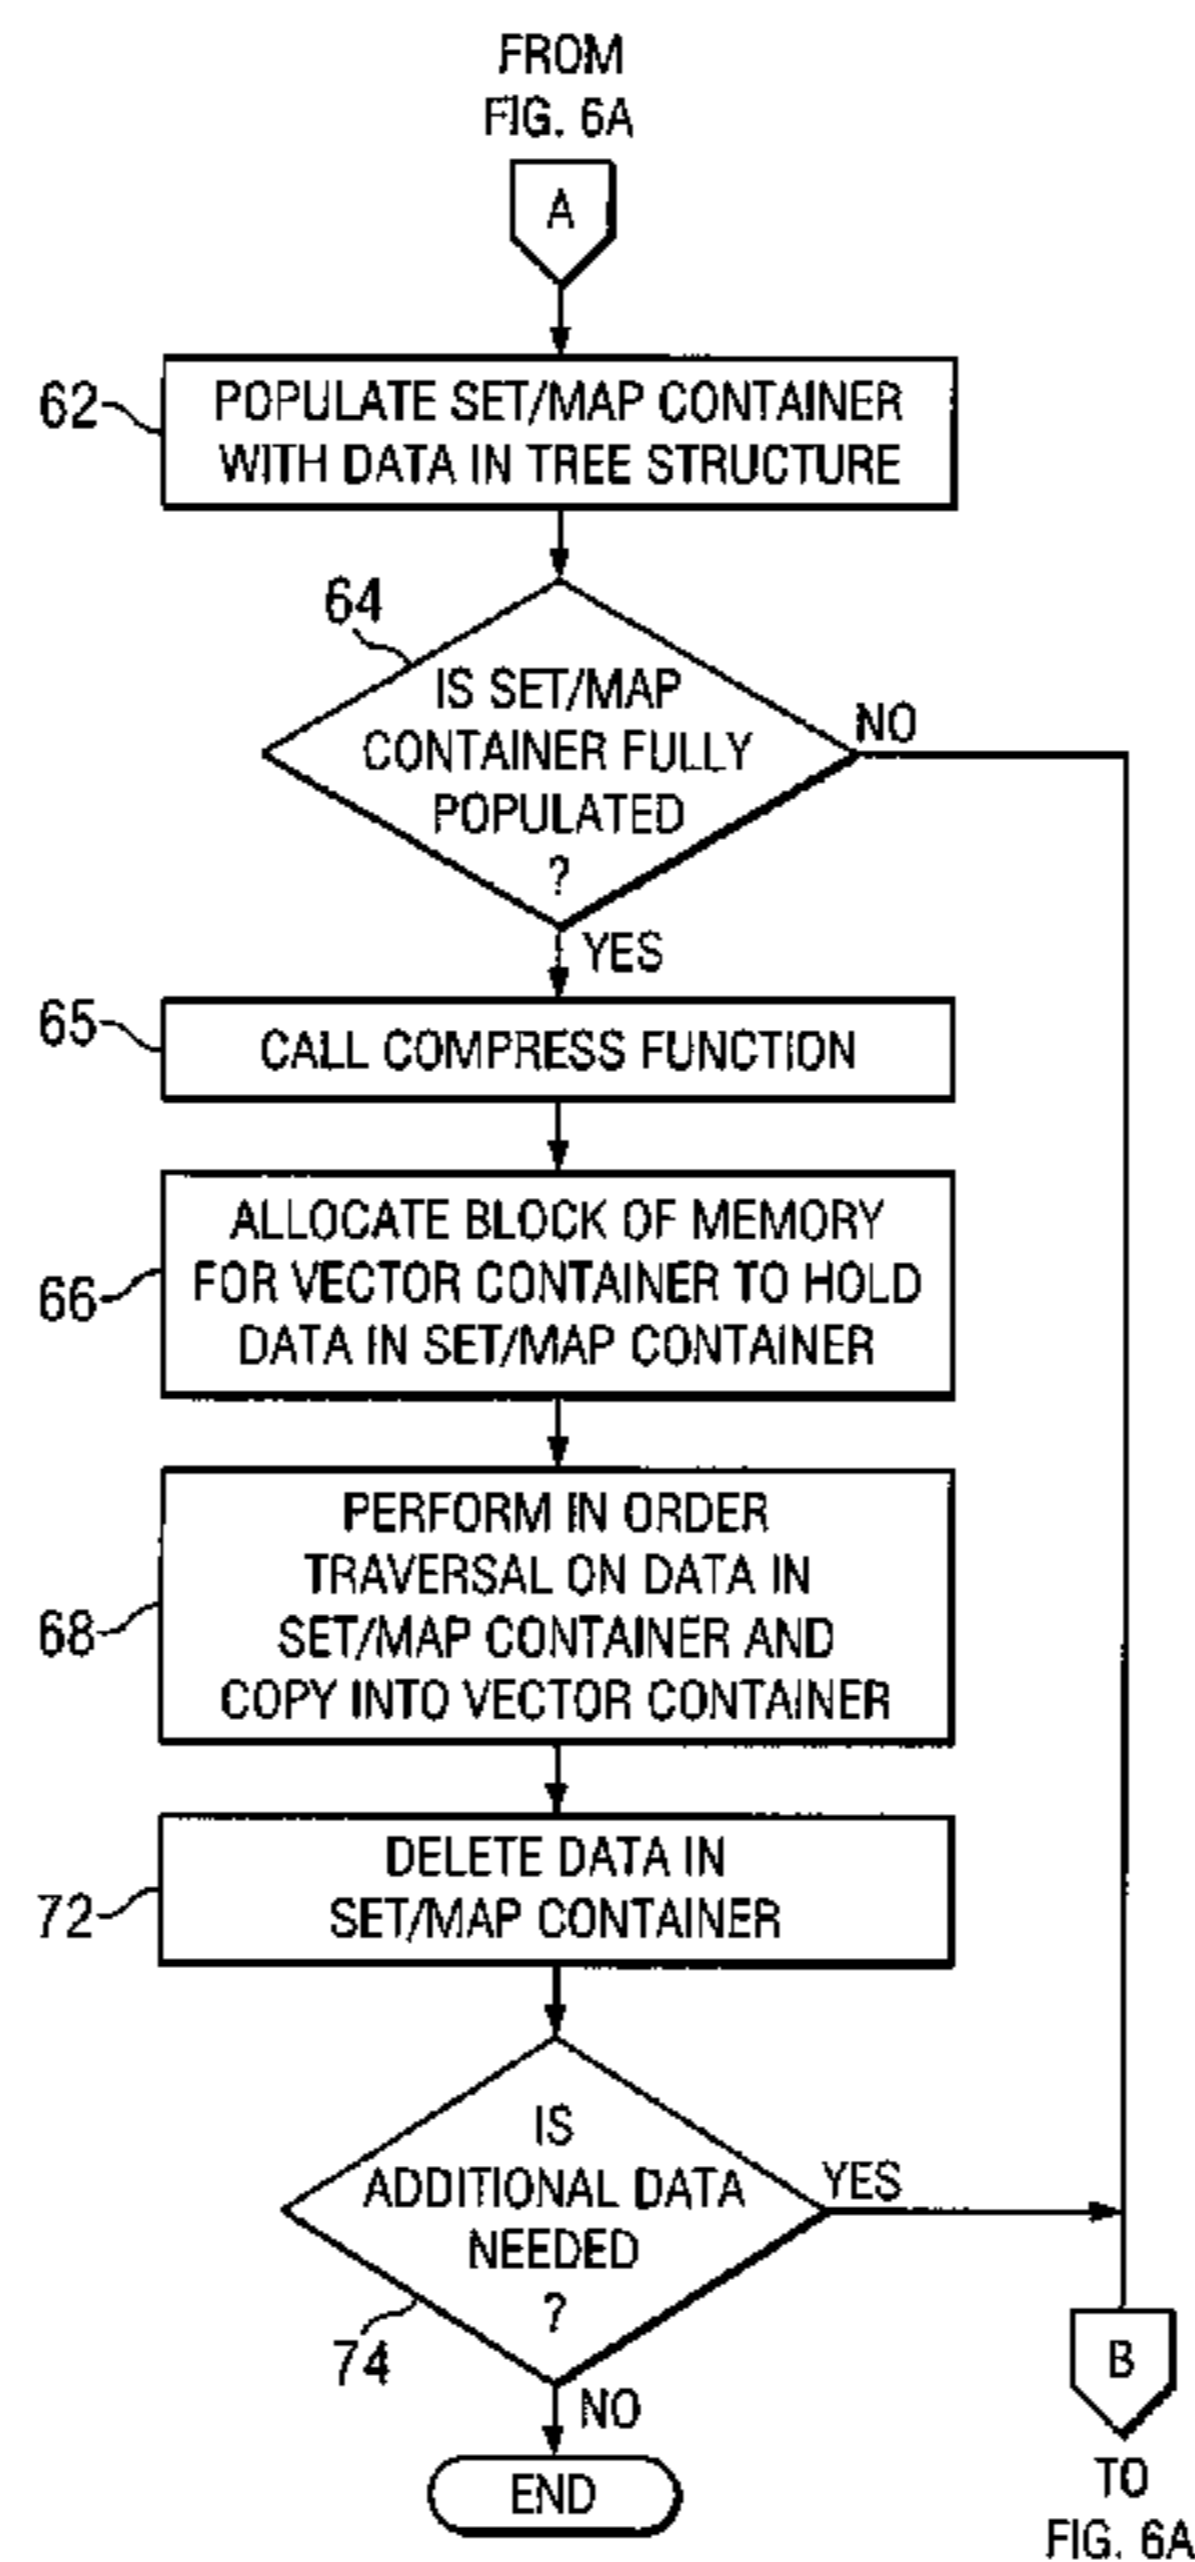 FROM
FIG. 6A
A
62
POPULATE SET/MAP CONTAINER
WITH DATA IN TREE STRUCTURE
64
IS SET/MAP
CONTAINER FULLY
POPULATED
?
NO
YES
65
CALL COMPRESS FUNCTION
66
ALLOCATE BLOCK OF MEMORY
FOR VECTOR CONTAINER TO HOLD
DATA IN SET/MAP CONTAINER
68
PERFORM IN ORDER
TRAVERSAL ON DATA IN
SET/MAP CONTAINER AND
COPY INTO VECTOR CONTAINER
72
DELETE DATA IN
SET/MAP CONTAINER
IS
ADDITIONAL DATA
NEEDED
?
YES
74
NO
END
B
TO
FIG. 6A